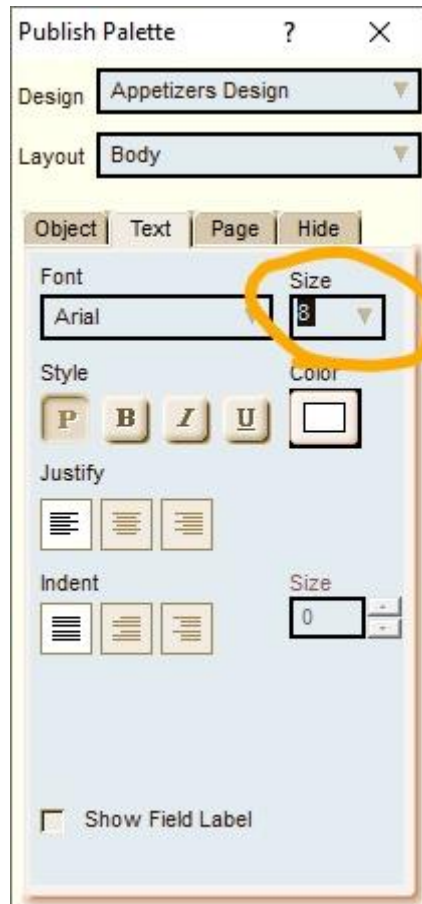 Publish Palette ? X
Design Appetizers Design
Layout Body
Object Text Page Hide
Font Size
Arial 8
Style Color
P B I U
Justify
Indent Size
0
Show Field Label